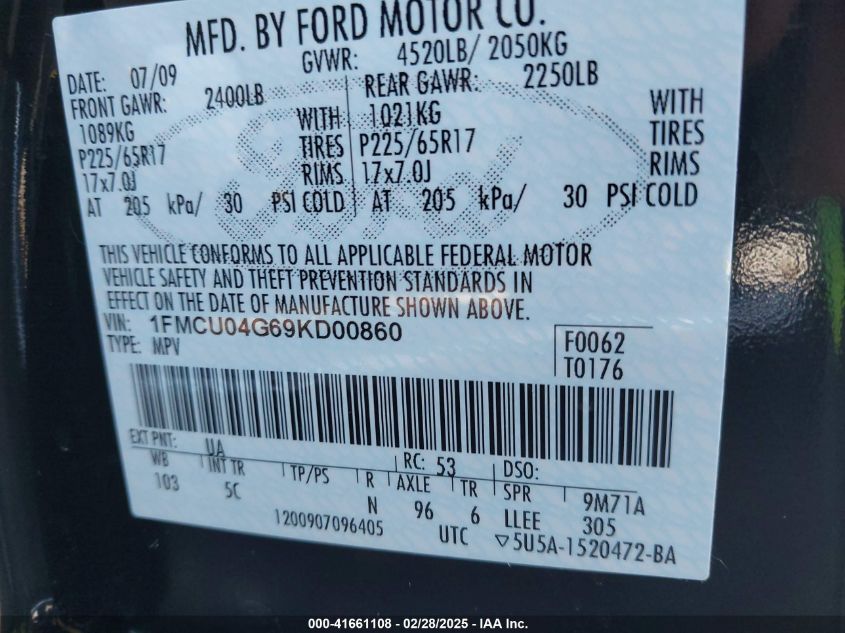 MFD. BY FORD MOTOR CO.
DATE: 07/09 GVWR: 4520LB/ 2050KG
FRONT GAWR: 2400LB REAR GAWR: 2250LB
1089KG WITH 1021KG WITH
P225/65R17 TIRES P225/65R17 TIRES
17x7.0J RIMS 17x7.0J RIMS
AT 205 kPa/ 30 PSI COLD AT 205 kPa/ 30 PSI COLD
Ford
THIS VEHICLE CONFORMS TO ALL APPLICABLE FEDERAL MOTOR
VEHICLE SAFETY AND THEFT PREVENTION STANDARDS IN
EFFECT ON THE DATE OF MANUFACTURE SHOWN ABOVE.
VIN: 1FMCU04G69KD00860
TYPE: MPV
F0062
T0176
EXT PNT: UA RC: 53 DSO:
WB INT TR TP/PS R AXLE TR SPR 9M71A
103 5C N 96 6 LLEE 305
1200907096405 UTC ▽5U5A-1520472-BA
000-41661108 - 02/28/2025 - IAA Inc.